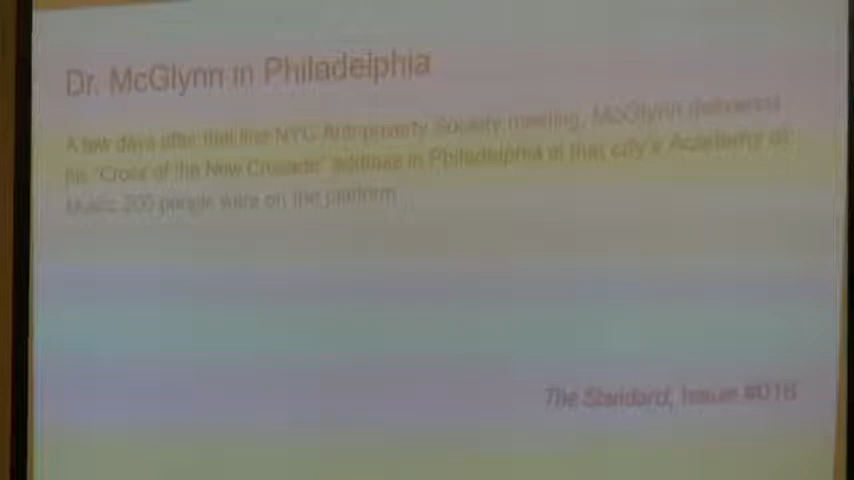 Dr. McGlynn in Philadelphia
A few days after that first NYC Anti-poverty Society meeting, McGlynn delivered
his "Cross of the New Crusade" address in Philadelphia at that city's Academy of
Music. 200 people were on the platform.
The Standard, Issue #016